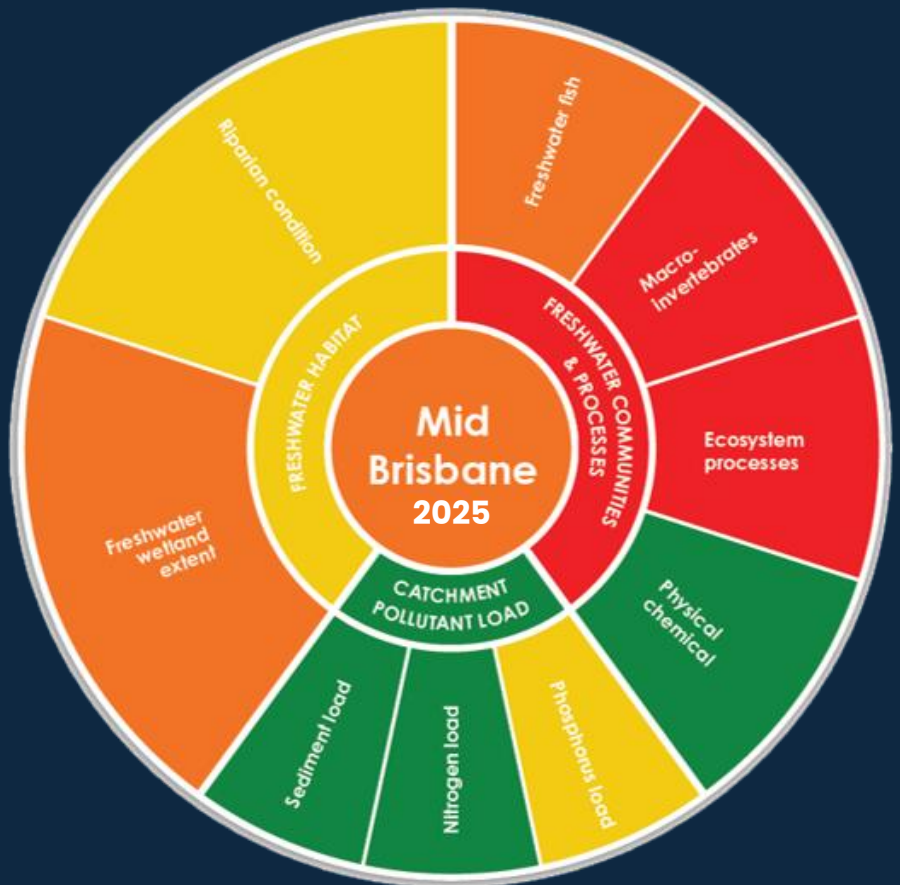 Mid
Brisbane
2025
FRESHWATER HABITAT
FRESHWATER COMMUNITIES
& PROCESSES
CATCHMENT
POLLUTANT LOAD
Riparian condition
Freshwater fish
Macro-
invertebrates
Ecosystem
processes
Physical
chemical
Phosphorus load
Nitrogen load
Sediment load
Freshwater
wetland
extent